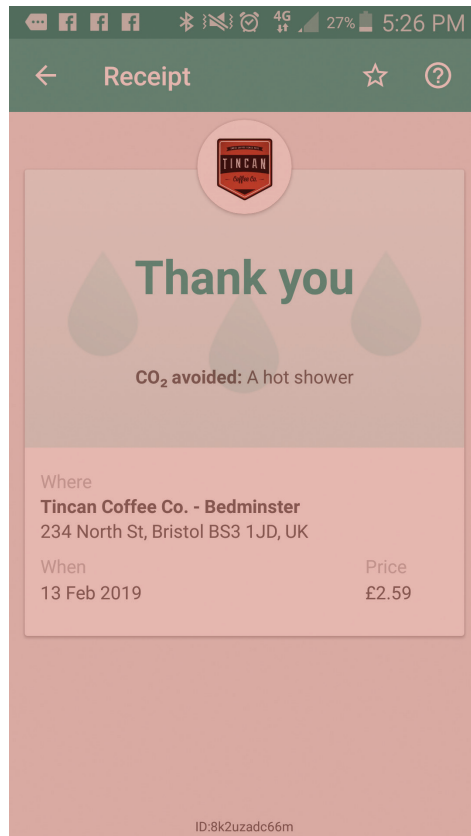 4G
27% 5:26 PM
Receipt
TINCAN
Coffee Co.
Thank you
CO₂ avoided: A hot shower
Where
Tincan Coffee Co. - Bedminster
234 North St, Bristol BS3 1JD, UK
When Price
13 Feb 2019 £2.59
ID:8k2uzadc66m